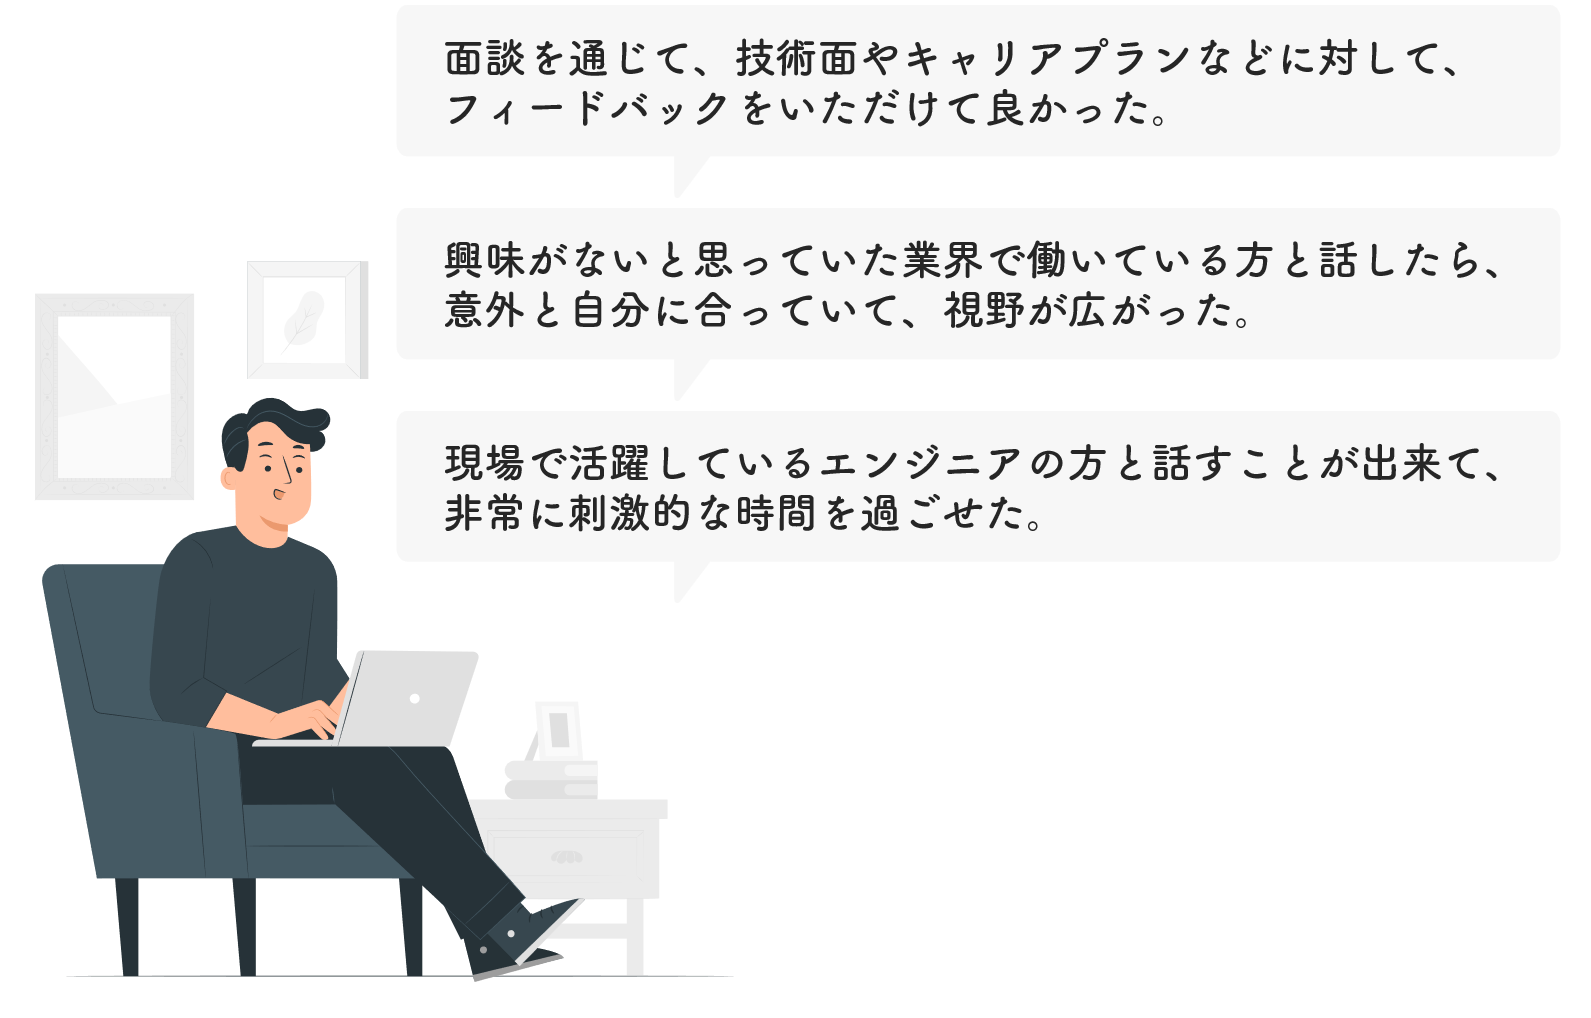 面談を通じて、技術面やキャリアプランなどに対して、
フィードバックをいただけて良かった。
興味がないと思っていた業界で働いている方と話したら、
意外と自分に合っていて、視野が広がった。
現場で活躍しているエンジニアの方と話すことが出来て、
非常に刺激的な時間を過ごせた。